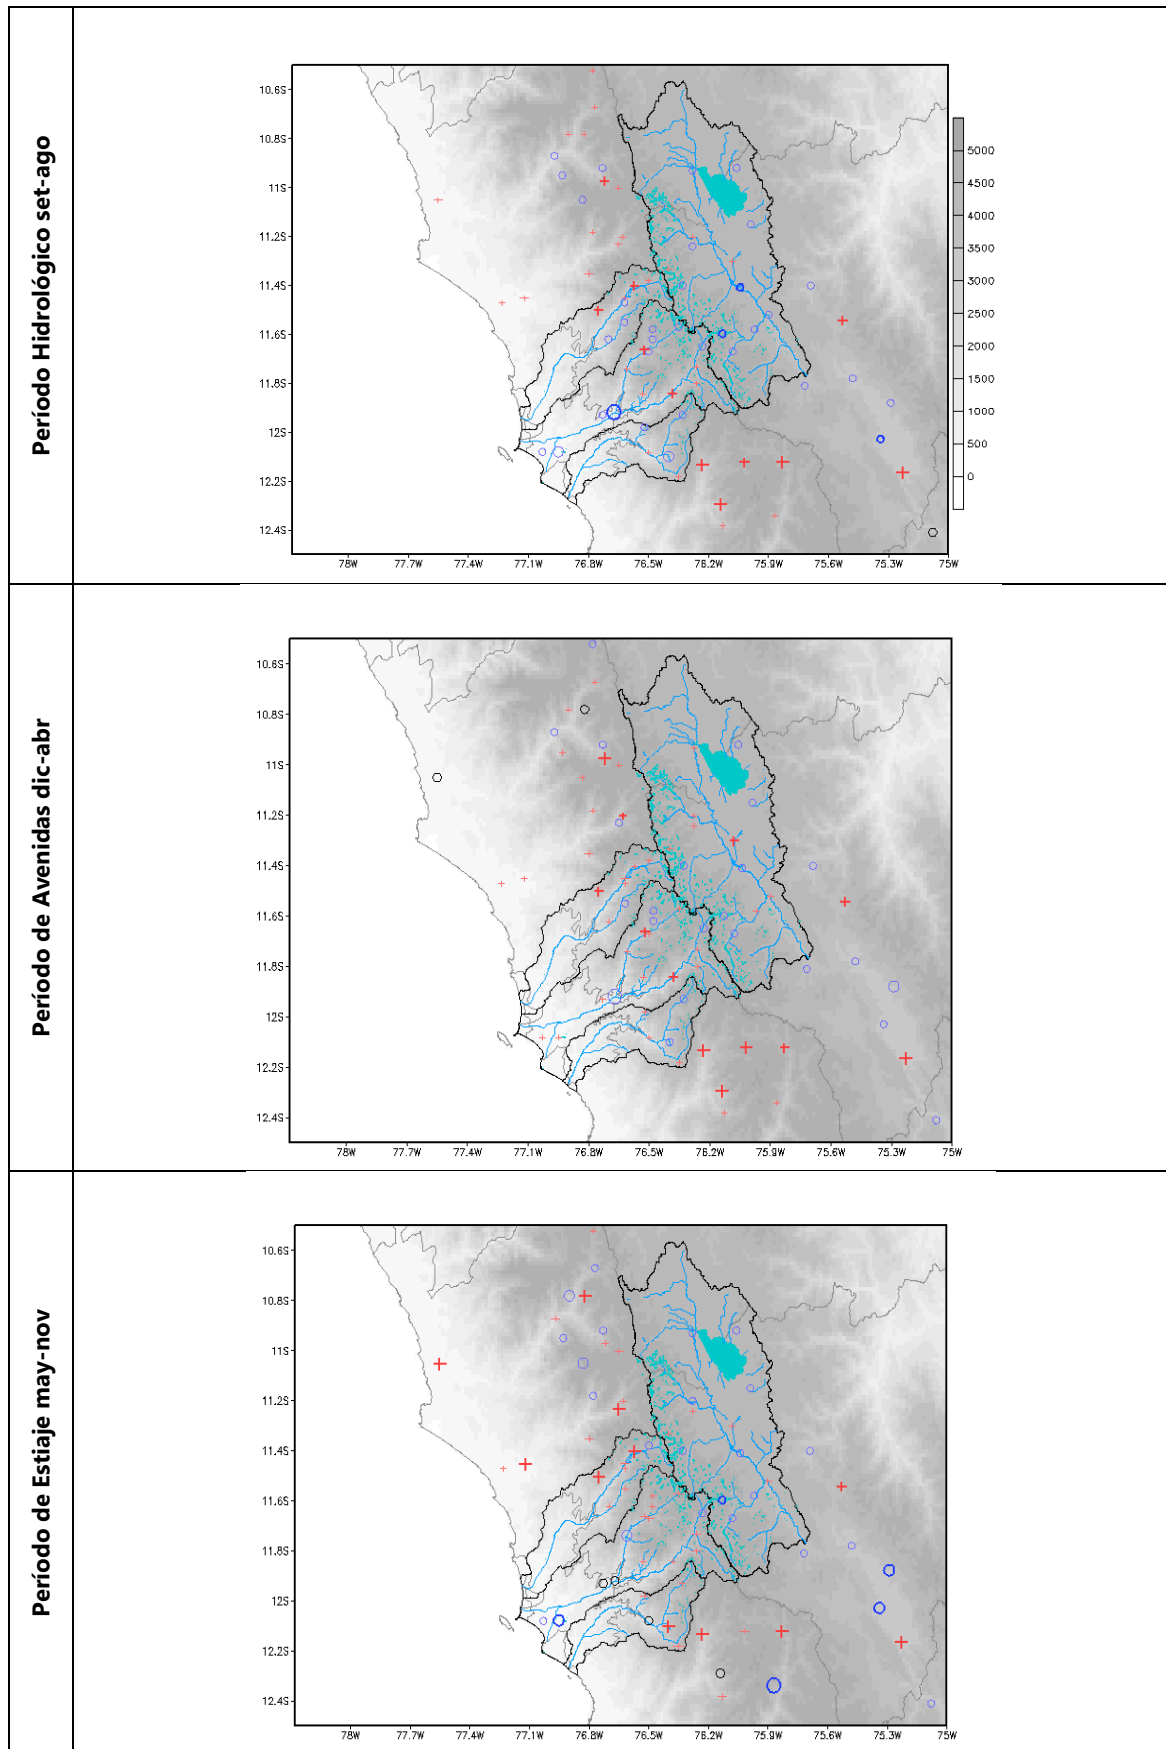 Período Hidrológico set-ago
10.6S
10.8S
11S
11.2S
11.4S
11.6S
11.8S
12S
12.2S
12.4S
78W 77.7W 77.4W 77.1W 76.8W 76.5W 76.2W 75.9W 75.6W 75.3W 75W
5000
4500
4000
3500
3000
2500
2000
1500
1000
500
0
Período de Avenidas dic-abr
10.6S
10.8S
11S
11.2S
11.4S
11.6S
11.8S
12S
12.2S
12.4S
78W 77.7W 77.4W 77.1W 76.8W 76.5W 76.2W 75.9W 75.6W 75.3W 75W
Período de Estiaje may-nov
10.6S
10.8S
11S
11.2S
11.4S
11.6S
11.8S
12S
12.2S
12.4S
78W 77.7W 77.4W 77.1W 76.8W 76.5W 76.2W 75.9W 75.6W 75.3W 75W